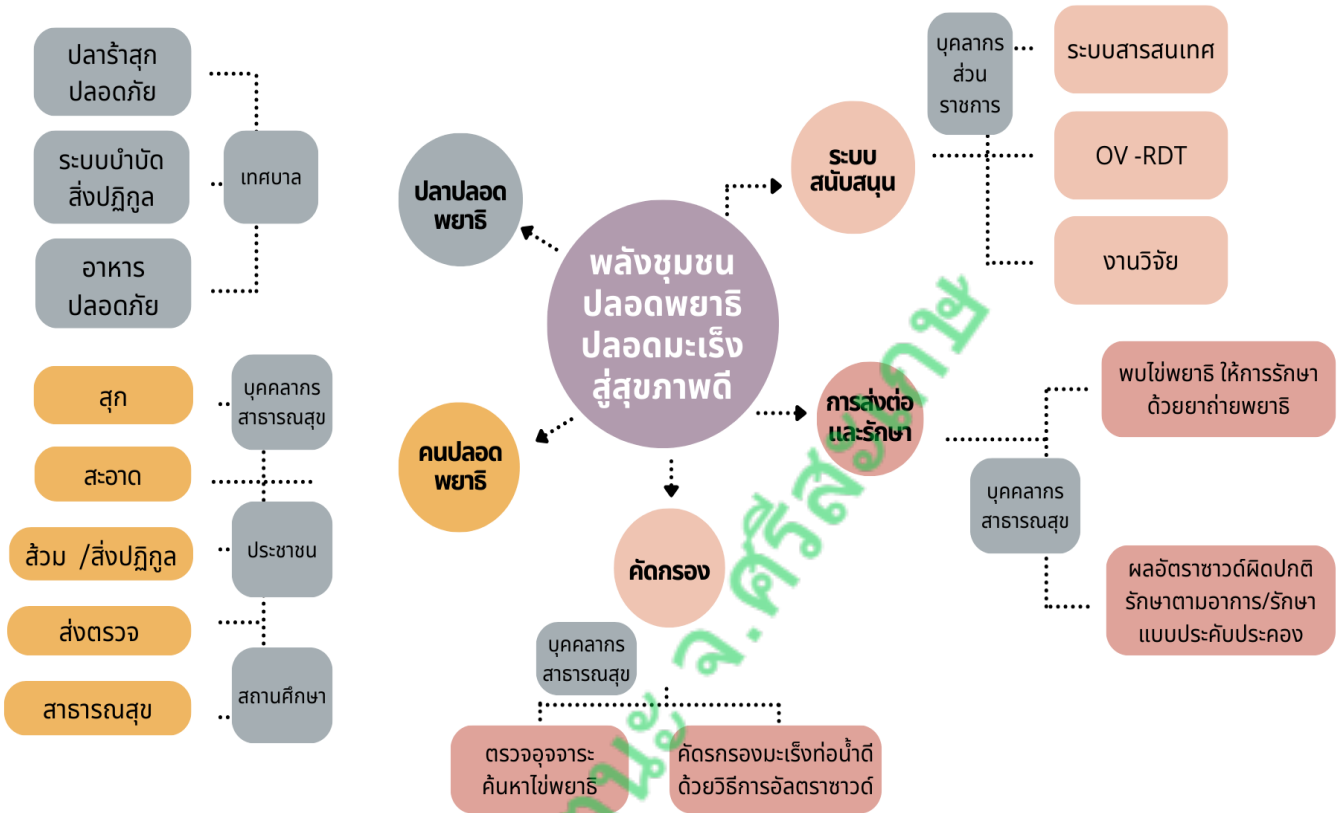 ปลาร้าสุก
ปลอดภัย
ระบบบำบัด
สิ่งปฏิกูล
อาหาร
ปลอดภัย
เทศบาล
ปลาปลอด
พยาธิ
พลังชุมชน
ปลอดพยาธิ
ปลอดมะเร็ง
สู่สุขภาพดี
ระบบ
สนับสนุน
บุคลากร
ส่วน
ราชการ
ระบบสารสนเทศ
OV -RDT
งานวิจัย
สุก
สะอาด
ส้วม /สิ่งปฏิกูล
ส่งตรวจ
สาธารณสุข
บุคคลากร
สาธารณสุข
ประชาชน
สถานศึกษา
คนปลอด
พยาธิ
การส่งต่อ
และรักษา
พบไข่พยาธิ ให้การรักษา
ด้วยยาถ่ายพยาธิ
บุคคลากร
สาธารณสุข
ผลอัตราซาวด์ผิดปกติ
รักษาตามอาการ/รักษา
แบบประคับประคอง
คัดกรอง
บุคคลากร
สาธารณสุข
ตรวจอุจจาระ
ค้นหาไข่พยาธิ
คัดรกรองมะเร็งท่อน้ำดี
ด้วยวิธีการอัลตราซาวด์
จ.ศรีสะเกษ